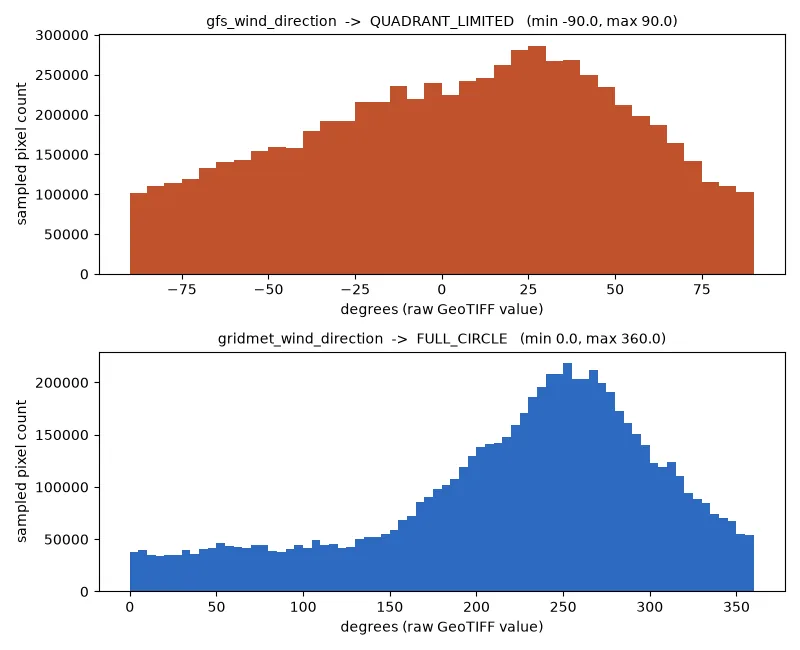 gfs_wind_direction -> QUADRANT_LIMITED (min -90.0, max 90.0)
300000
250000
200000
150000
100000
50000
0
sampled pixel count
−75 −50 −25 0 25 50 75
degrees (raw GeoTIFF value)
gridmet_wind_direction -> FULL_CIRCLE (min 0.0, max 360.0)
200000
150000
100000
50000
0
sampled pixel count
0 50 100 150 200 250 300 350
degrees (raw GeoTIFF value)